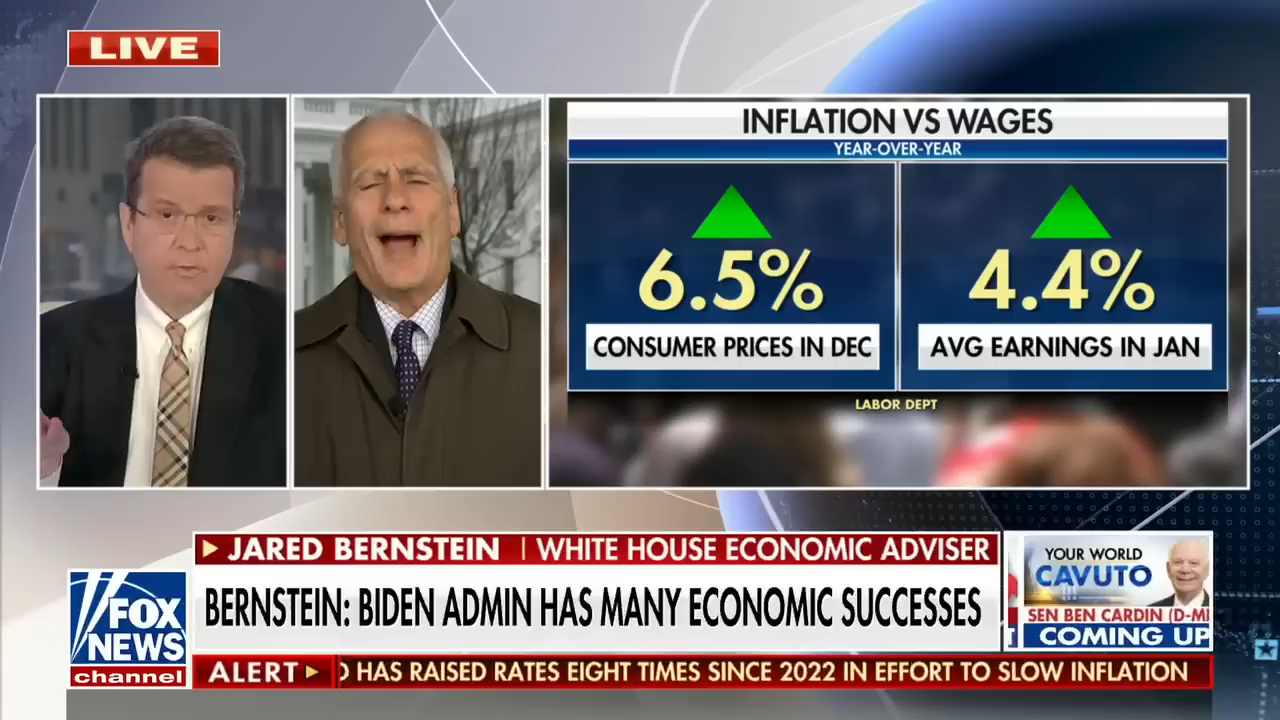 LIVE
INFLATION VS WAGES
YEAR-OVER-YEAR
6.5%
CONSUMER PRICES IN DEC
4.4%
AVG EARNINGS IN JAN
LABOR DEPT
JARED BERNSTEIN | WHITE HOUSE ECONOMIC ADVISER
BERNSTEIN: BIDEN ADMIN HAS MANY ECONOMIC SUCCESSES
YOUR WORLD
CAVUTO
SEN BEN CARDIN (D-M
COMING UP
FOX
NEWS
channel
ALERT
HAS RAISED RATES EIGHT TIMES SINCE 2022 IN EFFORT TO SLOW INFLATION